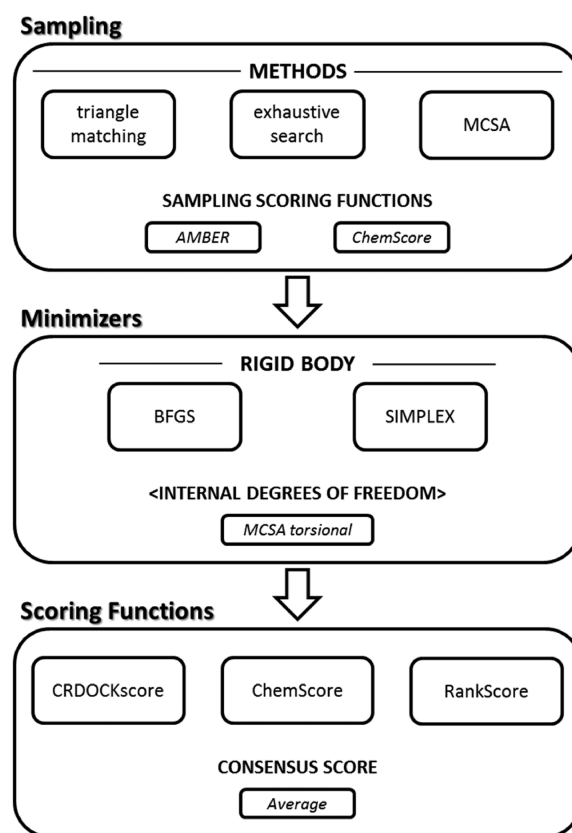 Sampling
METHODS
triangle
matching
exhaustive
search
MCSA
SAMPLING SCORING FUNCTIONS
AMBER
ChemScore
Minimizers
RIGID BODY
BFGS
SIMPLEX
<INTERNAL DEGREES OF FREEDOM>
MCSA torsional
Scoring Functions
CRDOCKscore
ChemScore
RankScore
CONSENSUS SCORE
Average